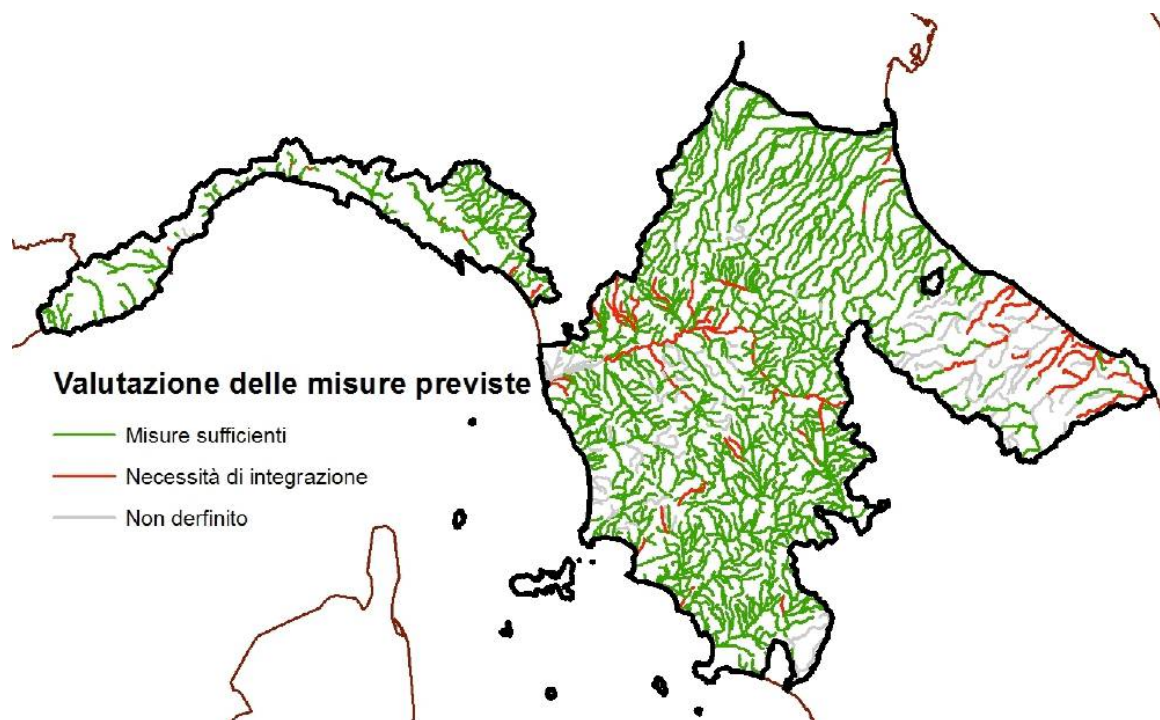 Valutazione delle misure previste
Misure sufficienti
Necessità di integrazione
Non derfinito